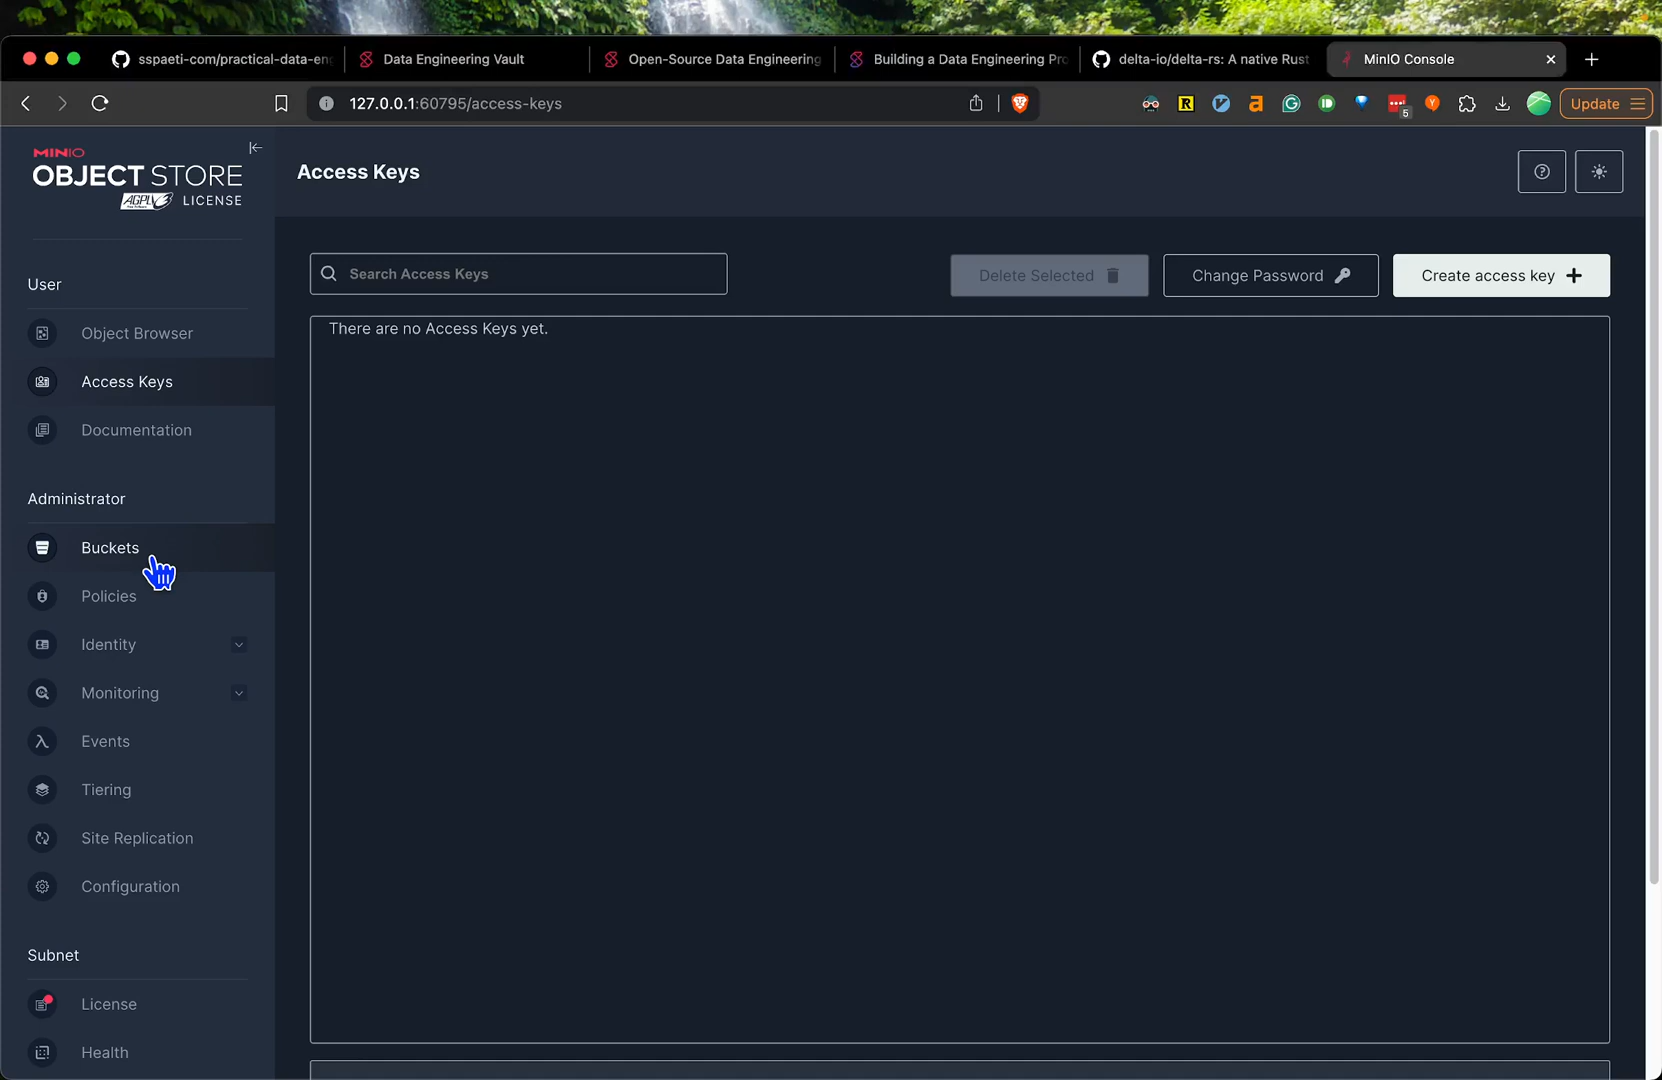 sspaeti-com/practical-data-en
Data Engineering Vault
Open-Source Data Engineering
Building a Data Engineering Pro
delta-io/delta-rs: A native Rust
MinIO Console
127.0.0.1:60795/access-keys
5
Update
MINIO
OBJECT STORE
AGPLv3 LICENSE
Access Keys
User
Object Browser
Access Keys
Documentation
Administrator
Buckets
Policies
Identity
Monitoring
Events
Tiering
Site Replication
Configuration
Subnet
License
Health
Search Access Keys
Delete Selected
Change Password
Create access key
There are no Access Keys yet.